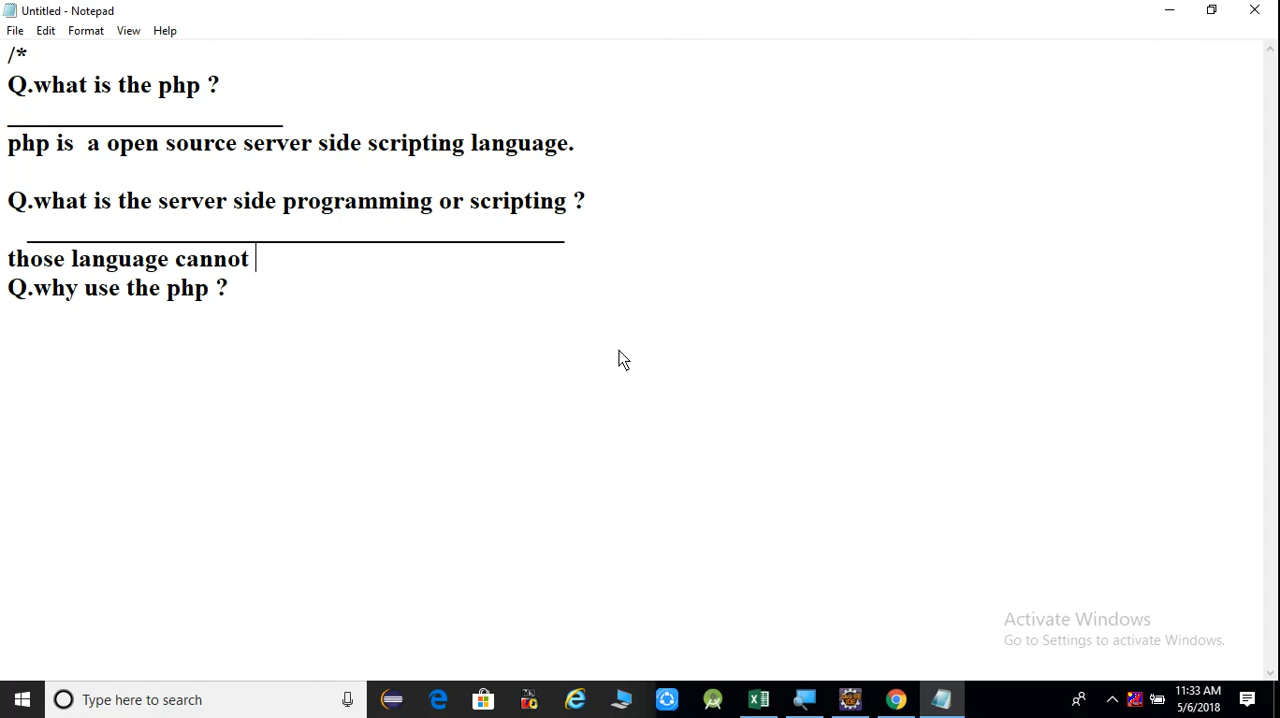 Untitled - Notepad
File Edit Format View Help
/*
Q.what is the php ?
php is  a open source server side scripting language.
Q.what is the server side programming or scripting ?
those language cannot
Q.why use the php ?
Activate Windows
Go to Settings to activate Windows.
Type here to search
11:33 AM
5/6/2018